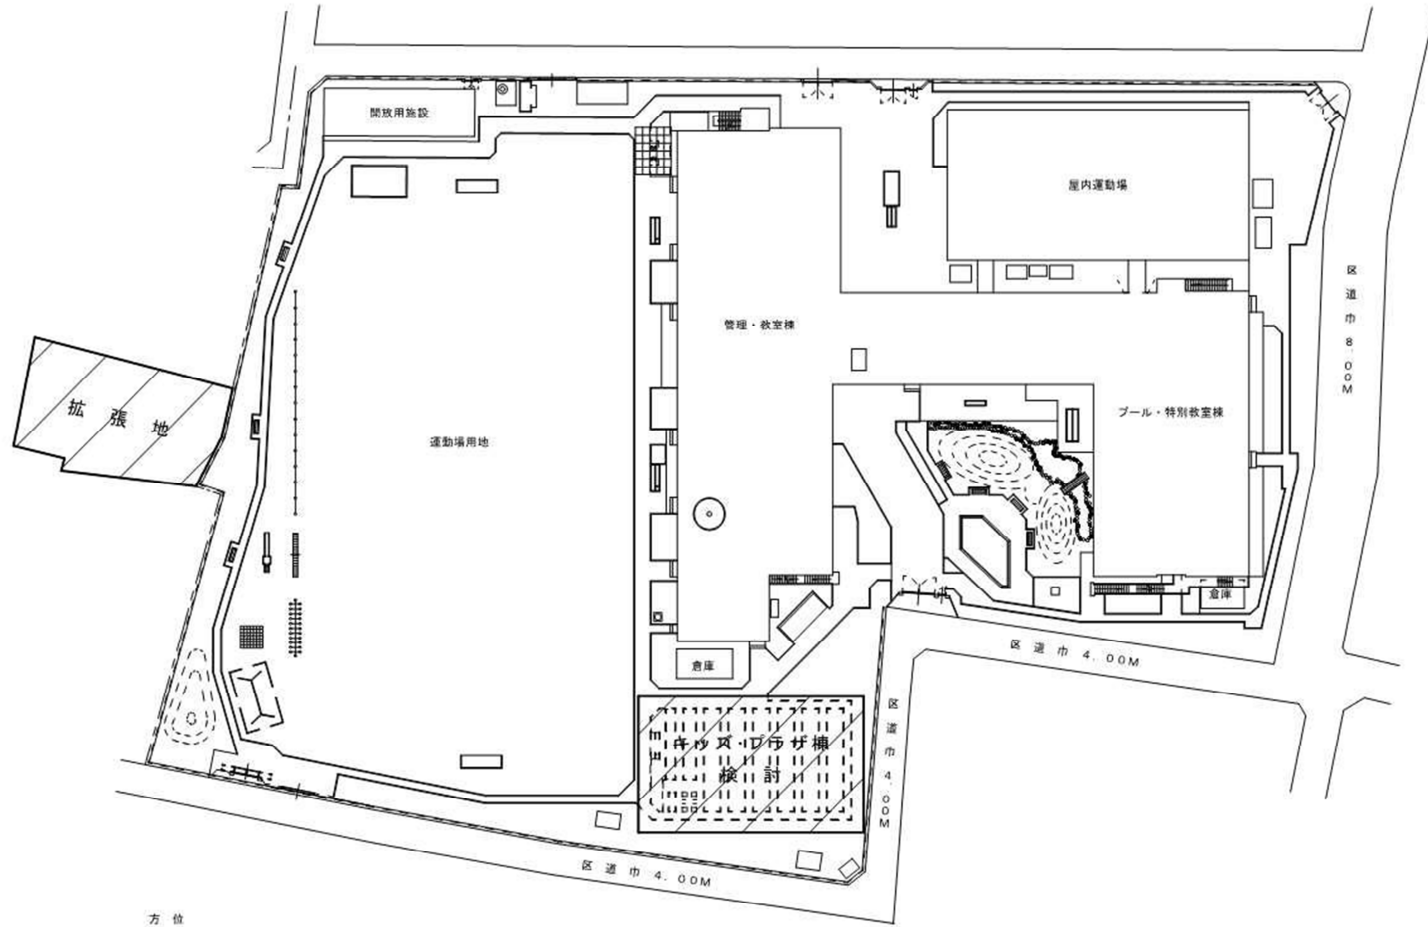 開放用施設
屋内運動場
区道巾8.00M
管理・教室棟
拡張地
プール・特別教室棟
運動場用地
倉庫
区道巾4.00M
倉庫
キッズ・プラザ棟
検討
区道巾4.00M
区道巾4.00M
方位